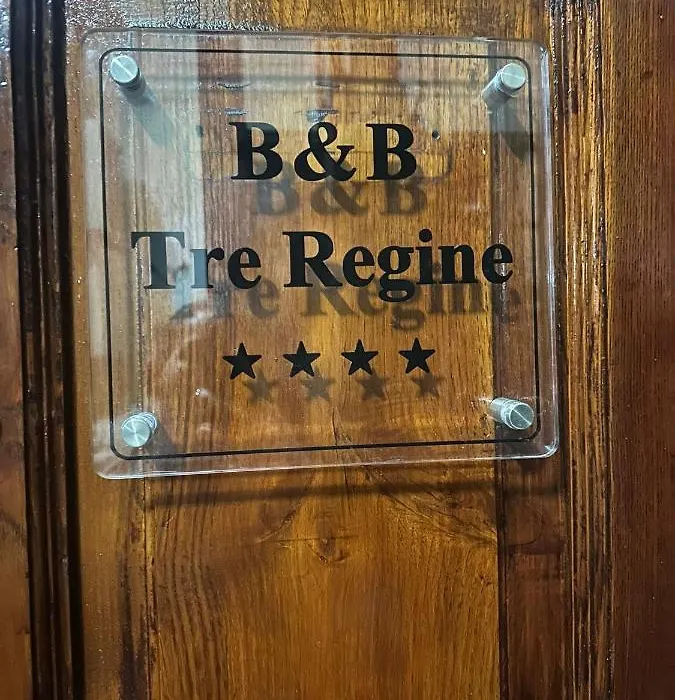 B&B
Tre Regine
★ ★ ★ ★